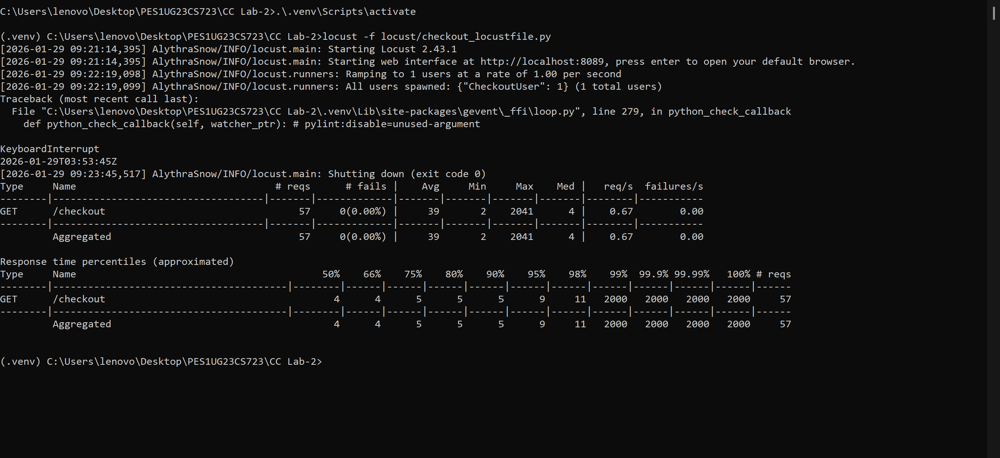 C:\Users\lenovo\Desktop\PES1UG23CS723\CC Lab-2>.\.venv\Scripts\activate

(.venv) C:\Users\lenovo\Desktop\PES1UG23CS723\CC Lab-2>locust -f locust/checkout_locustfile.py
[2026-01-29 09:21:14,395] AlythraSnow/INFO/locust.main: Starting Locust 2.43.1
[2026-01-29 09:21:14,395] AlythraSnow/INFO/locust.main: Starting web interface at http://localhost:8089, press enter to open your default browser.
[2026-01-29 09:22:19,098] AlythraSnow/INFO/locust.runners: Ramping to 1 users at a rate of 1.00 per second
[2026-01-29 09:22:19,099] AlythraSnow/INFO/locust.runners: All users spawned: {"CheckoutUser": 1} (1 total users)
Traceback (most recent call last):
  File "C:\Users\lenovo\Desktop\PES1UG23CS723\CC Lab-2\.venv\Lib\site-packages\gevent\_ffi\loop.py", line 279, in python_check_callback
    def python_check_callback(self, watcher_ptr): # pylint:disable=unused-argument

KeyboardInterrupt
2026-01-29T03:53:45Z
[2026-01-29 09:23:45,517] AlythraSnow/INFO/locust.main: Shutting down (exit code 0)
Type     Name                                  # reqs      # fails |    Avg     Min     Max    Med |   req/s  failures/s
--------|------------------------------------|-------|-------------|-------|-------|-------|-------|--------|-----------
GET      /checkout                                 57     0(0.00%) |     39       2    2041      4 |    0.67        0.00
--------|------------------------------------|-------|-------------|-------|-------|-------|-------|--------|-----------
         Aggregated                                57     0(0.00%) |     39       2    2041      4 |    0.67        0.00

Response time percentiles (approximated)
Type     Name                                          50%    66%    75%    80%    90%    95%    98%    99%  99.9% 99.99%   100% # reqs
--------|----------------------------------------|--------|------|------|------|------|------|------|------|------|------|------|------
GET      /checkout                                       4      4      5      5      5      9     11   2000   2000   2000   2000     57
--------|----------------------------------------|--------|------|------|------|------|------|------|------|------|------|------|------
         Aggregated                                      4      4      5      5      5      9     11   2000   2000   2000   2000     57

(.venv) C:\Users\lenovo\Desktop\PES1UG23CS723\CC Lab-2>